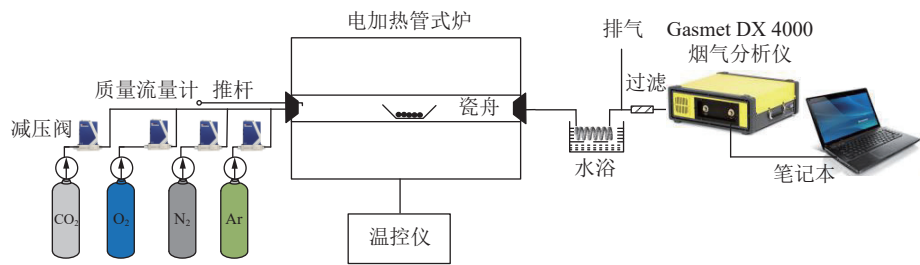 电加热管式炉
排气
Gasmet DX 4000
烟气分析仪
质量流量计
推杆
过滤
瓷舟
减压阀
水浴
笔记本
CO₂
O₂
N₂
Ar
温控仪